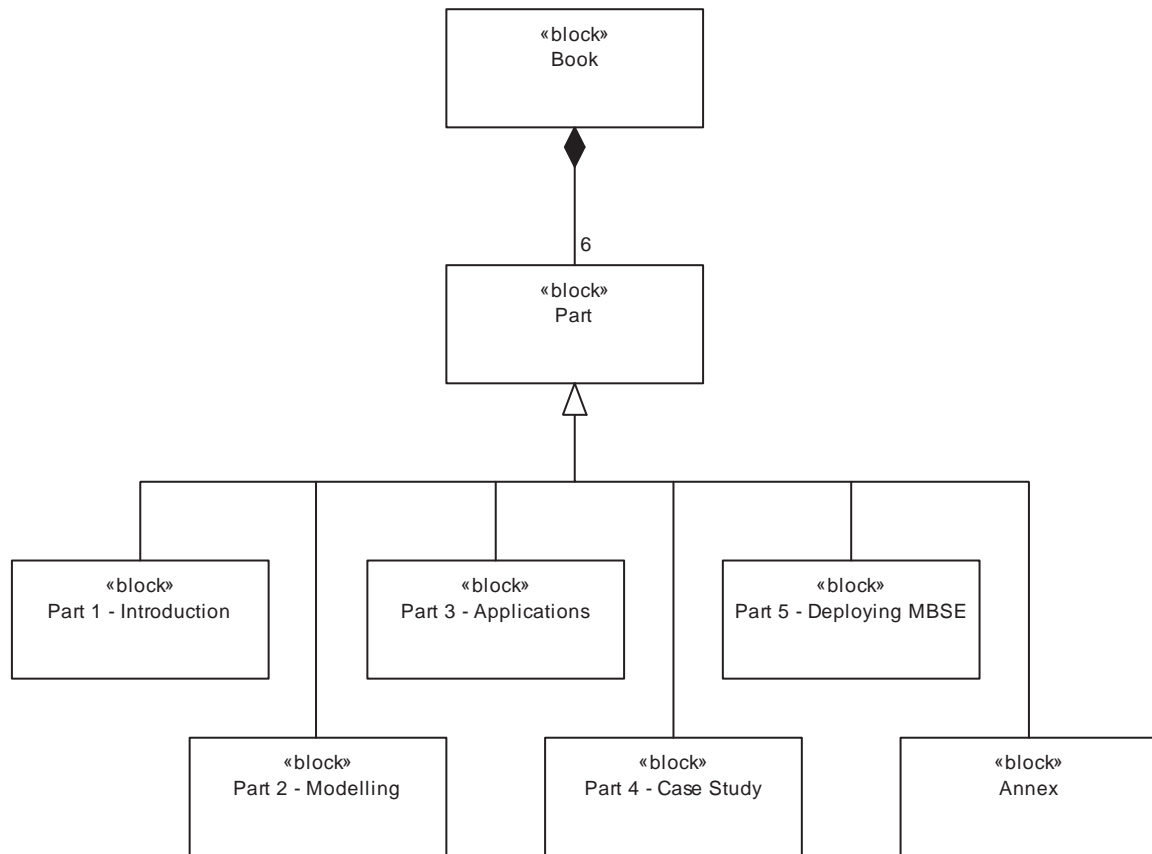 «block»
Book
6
«block»
Part
«block»
Part 1 - Introduction
«block»
Part 3 - Applications
«block»
Part 5 - Deploying MBSE
«block»
Part 2 - Modelling
«block»
Part 4 - Case Study
«block»
Annex